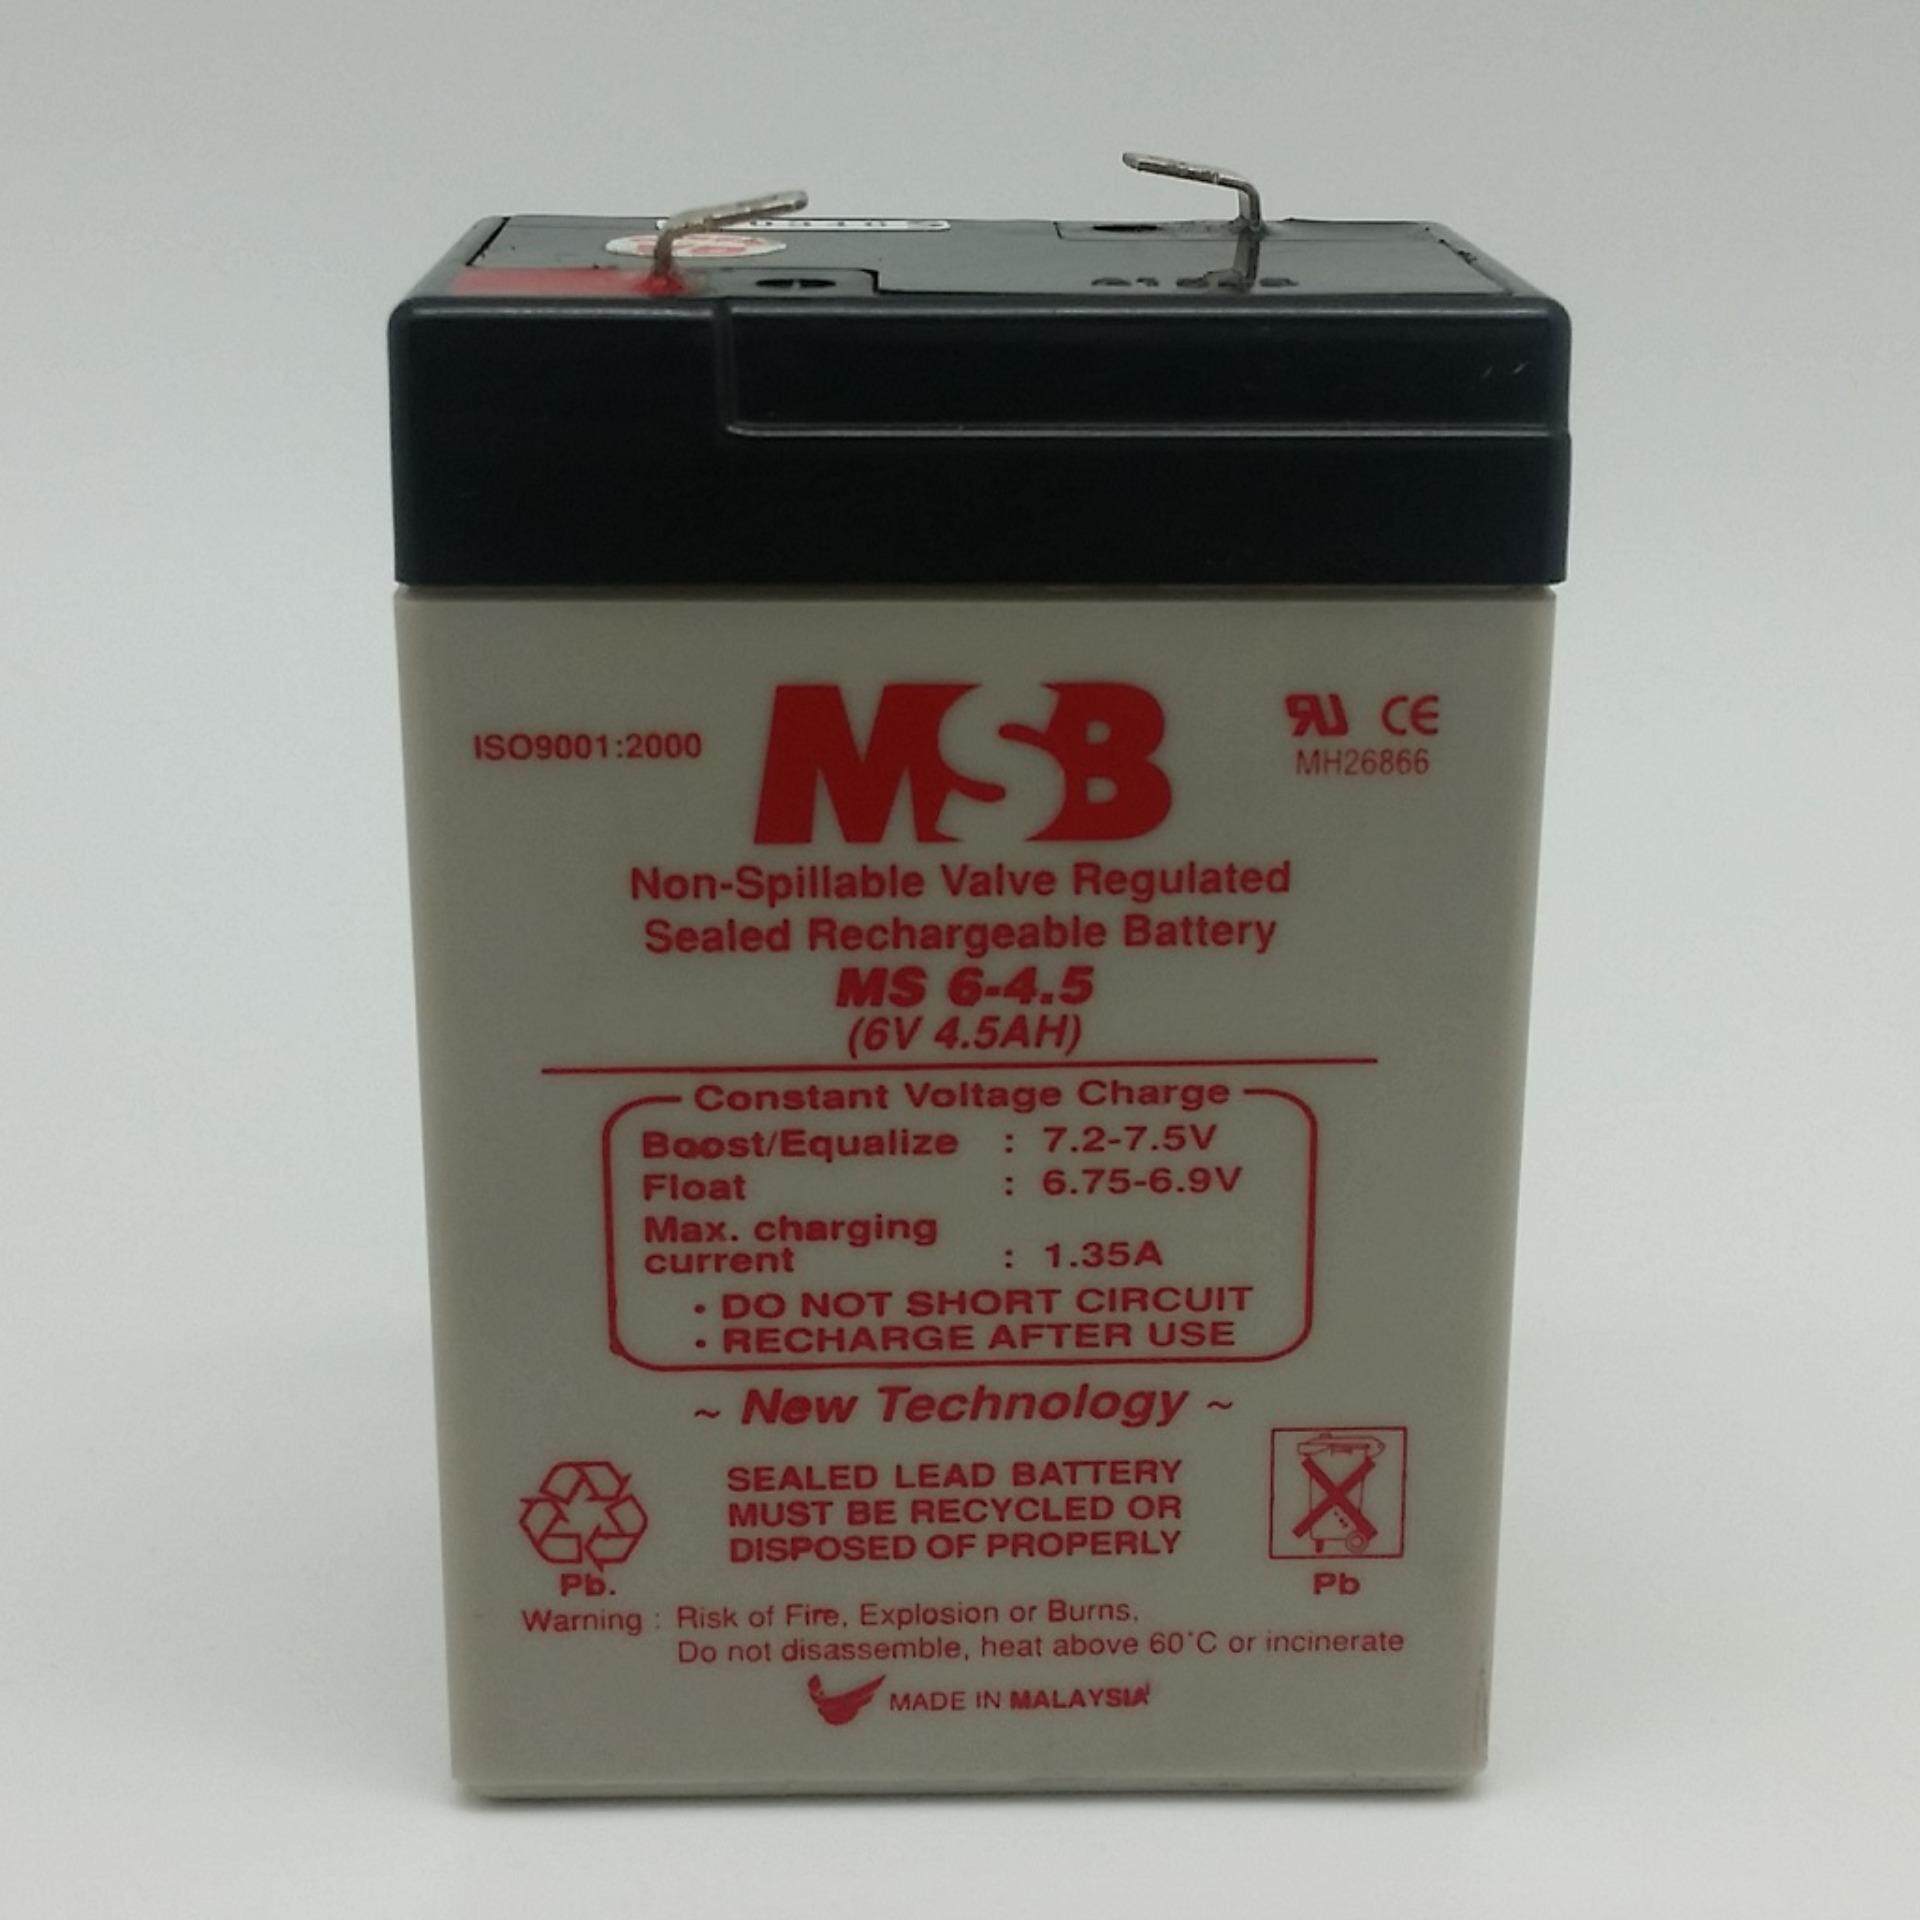 ISO9001:2000
MSB
CE
MH26866
Non-Spillable Valve Regulated
Sealed Rechargeable Battery
MS 6-4.5
(6V 4.5AH)
Constant Voltage Charge
Boost/Equalize : 7.2-7.5V
Float : 6.75-6.9V
Max. charging
current : 1.35A
• DO NOT SHORT CIRCUIT
• RECHARGE AFTER USE
~ New Technology ~
SEALED LEAD BATTERY
MUST BE RECYCLED OR
DISPOSED OF PROPERLY
Pb.
Pb
Warning : Risk of Fire, Explosion or Burns,
Do not disassemble, heat above 60°C or incinerate
MADE IN MALAYSIA